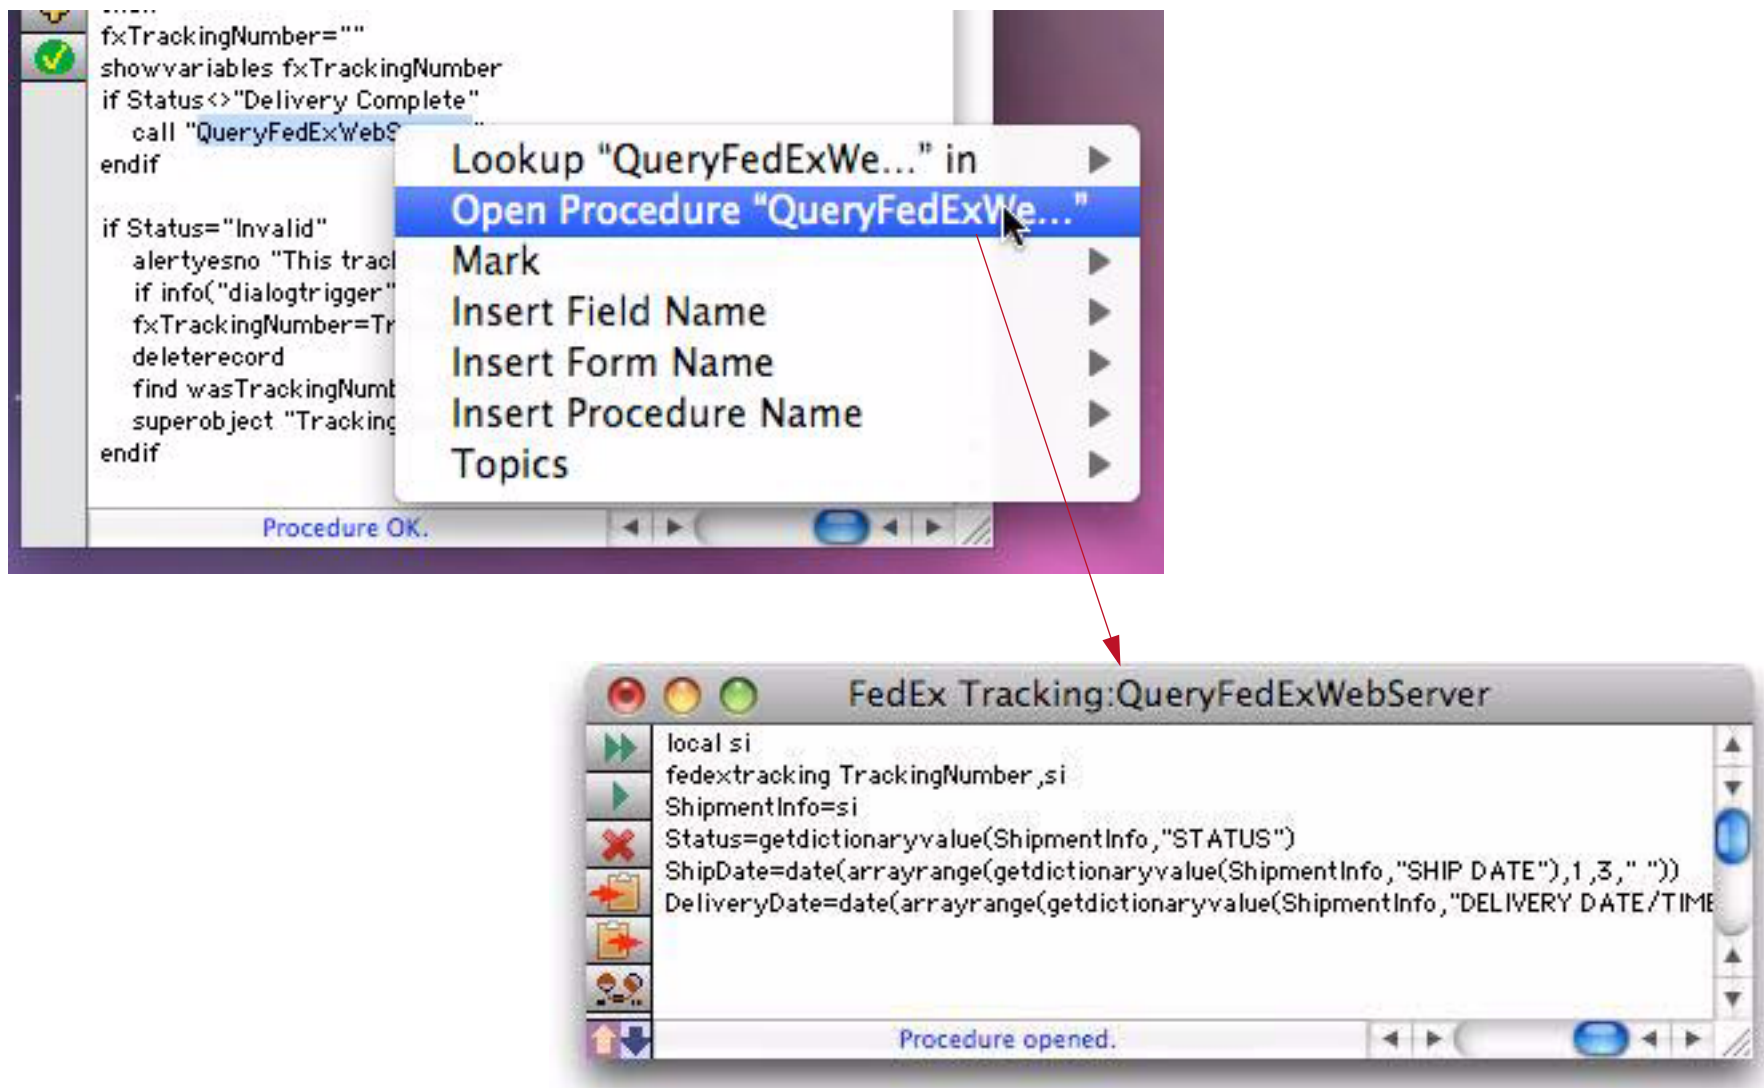 fxTrackingNumber=""
showvariables fxTrackingNumber
if Status<>"Delivery Complete"
call "QueryFedExWebS
endif
if Status="Invalid"
alertyesno "This trac
if info("dialogtrigger"
fxTrackingNumber=Tr
deleterecord
find wasTrackingNumb
superobject "Tracking
endif
Procedure OK.
Lookup “QueryFedExWe...” in
Open Procedure “QueryFedExWe...”
Mark
Insert Field Name
Insert Form Name
Insert Procedure Name
Topics
FedEx Tracking:QueryFedExWebServer
local si
fedextracking TrackingNumber,si
ShipmentInfo=si
Status=getdictionaryvalue(ShipmentInfo,"STATUS")
ShipDate=date(arrayrange(getdictionaryvalue(ShipmentInfo,"SHIP DATE"),1,3," "))
DeliveryDate=date(arrayrange(getdictionaryvalue(ShipmentInfo,"DELIVERY DATE/TIME
Procedure opened.